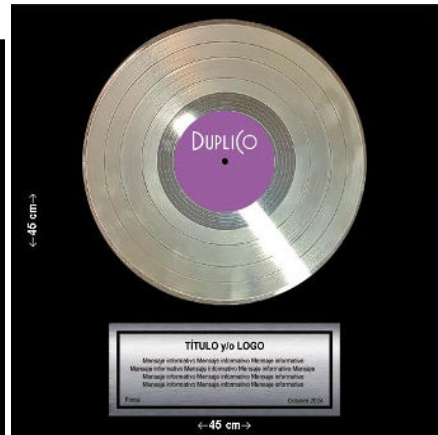 DUPLICO
←45 cm→
TÍTULO y/o LOGO
Mensaje informativo Mensaje informativo Mensaje informativo
Mensaje informativo Mensaje informativo Mensaje informativo Mensaje
Mensaje informativo Mensaje informativo Mensaje informativo
Mensaje informativo Mensaje informativo Mensaje informativo
Firma
Octubre 2024
←45 cm→